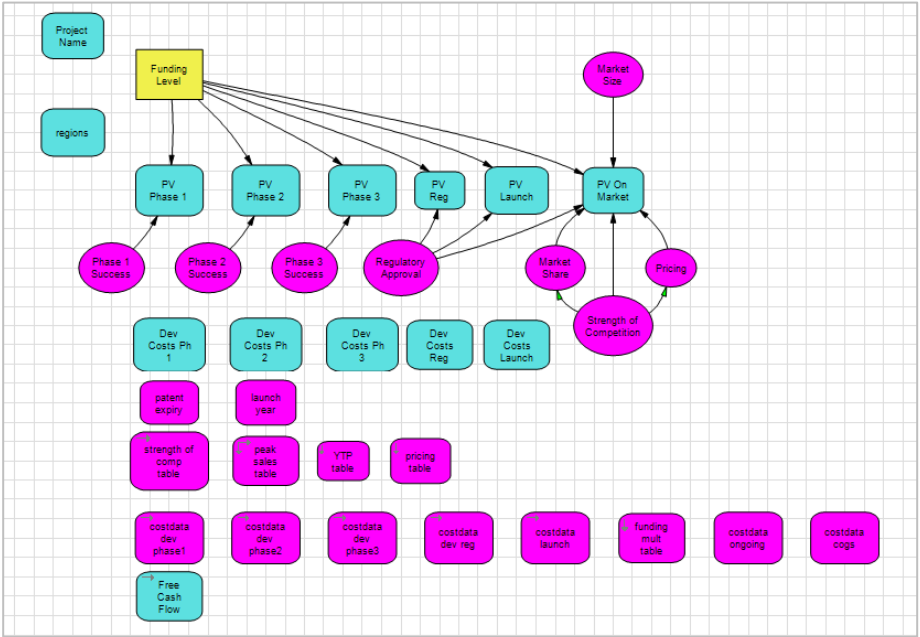 Project
Name
Funding
Level
Market
Size
regions
PV
Phase 1
PV
Phase 2
PV
Phase 3
PV
Reg
PV
Launch
PV On
Market
Phase 1
Success
Phase 2
Success
Phase 3
Success
Regulatory
Approval
Market
Share
Pricing
Strength of
Competition
Dev
Costs Ph
1
Dev
Costs Ph
2
Dev
Costs Ph
3
Dev
Costs
Reg
Dev
Costs
Launch
patent
expiry
launch
year
strength of
comp
table
peak
sales
table
YTP
table
pricing
table
costdata
dev
phase1
costdata
dev
phase2
costdata
dev
phase3
costdata
dev reg
costdata
launch
funding
mult
table
costdata
ongoing
costdata
cogs
Free
Cash
Flow